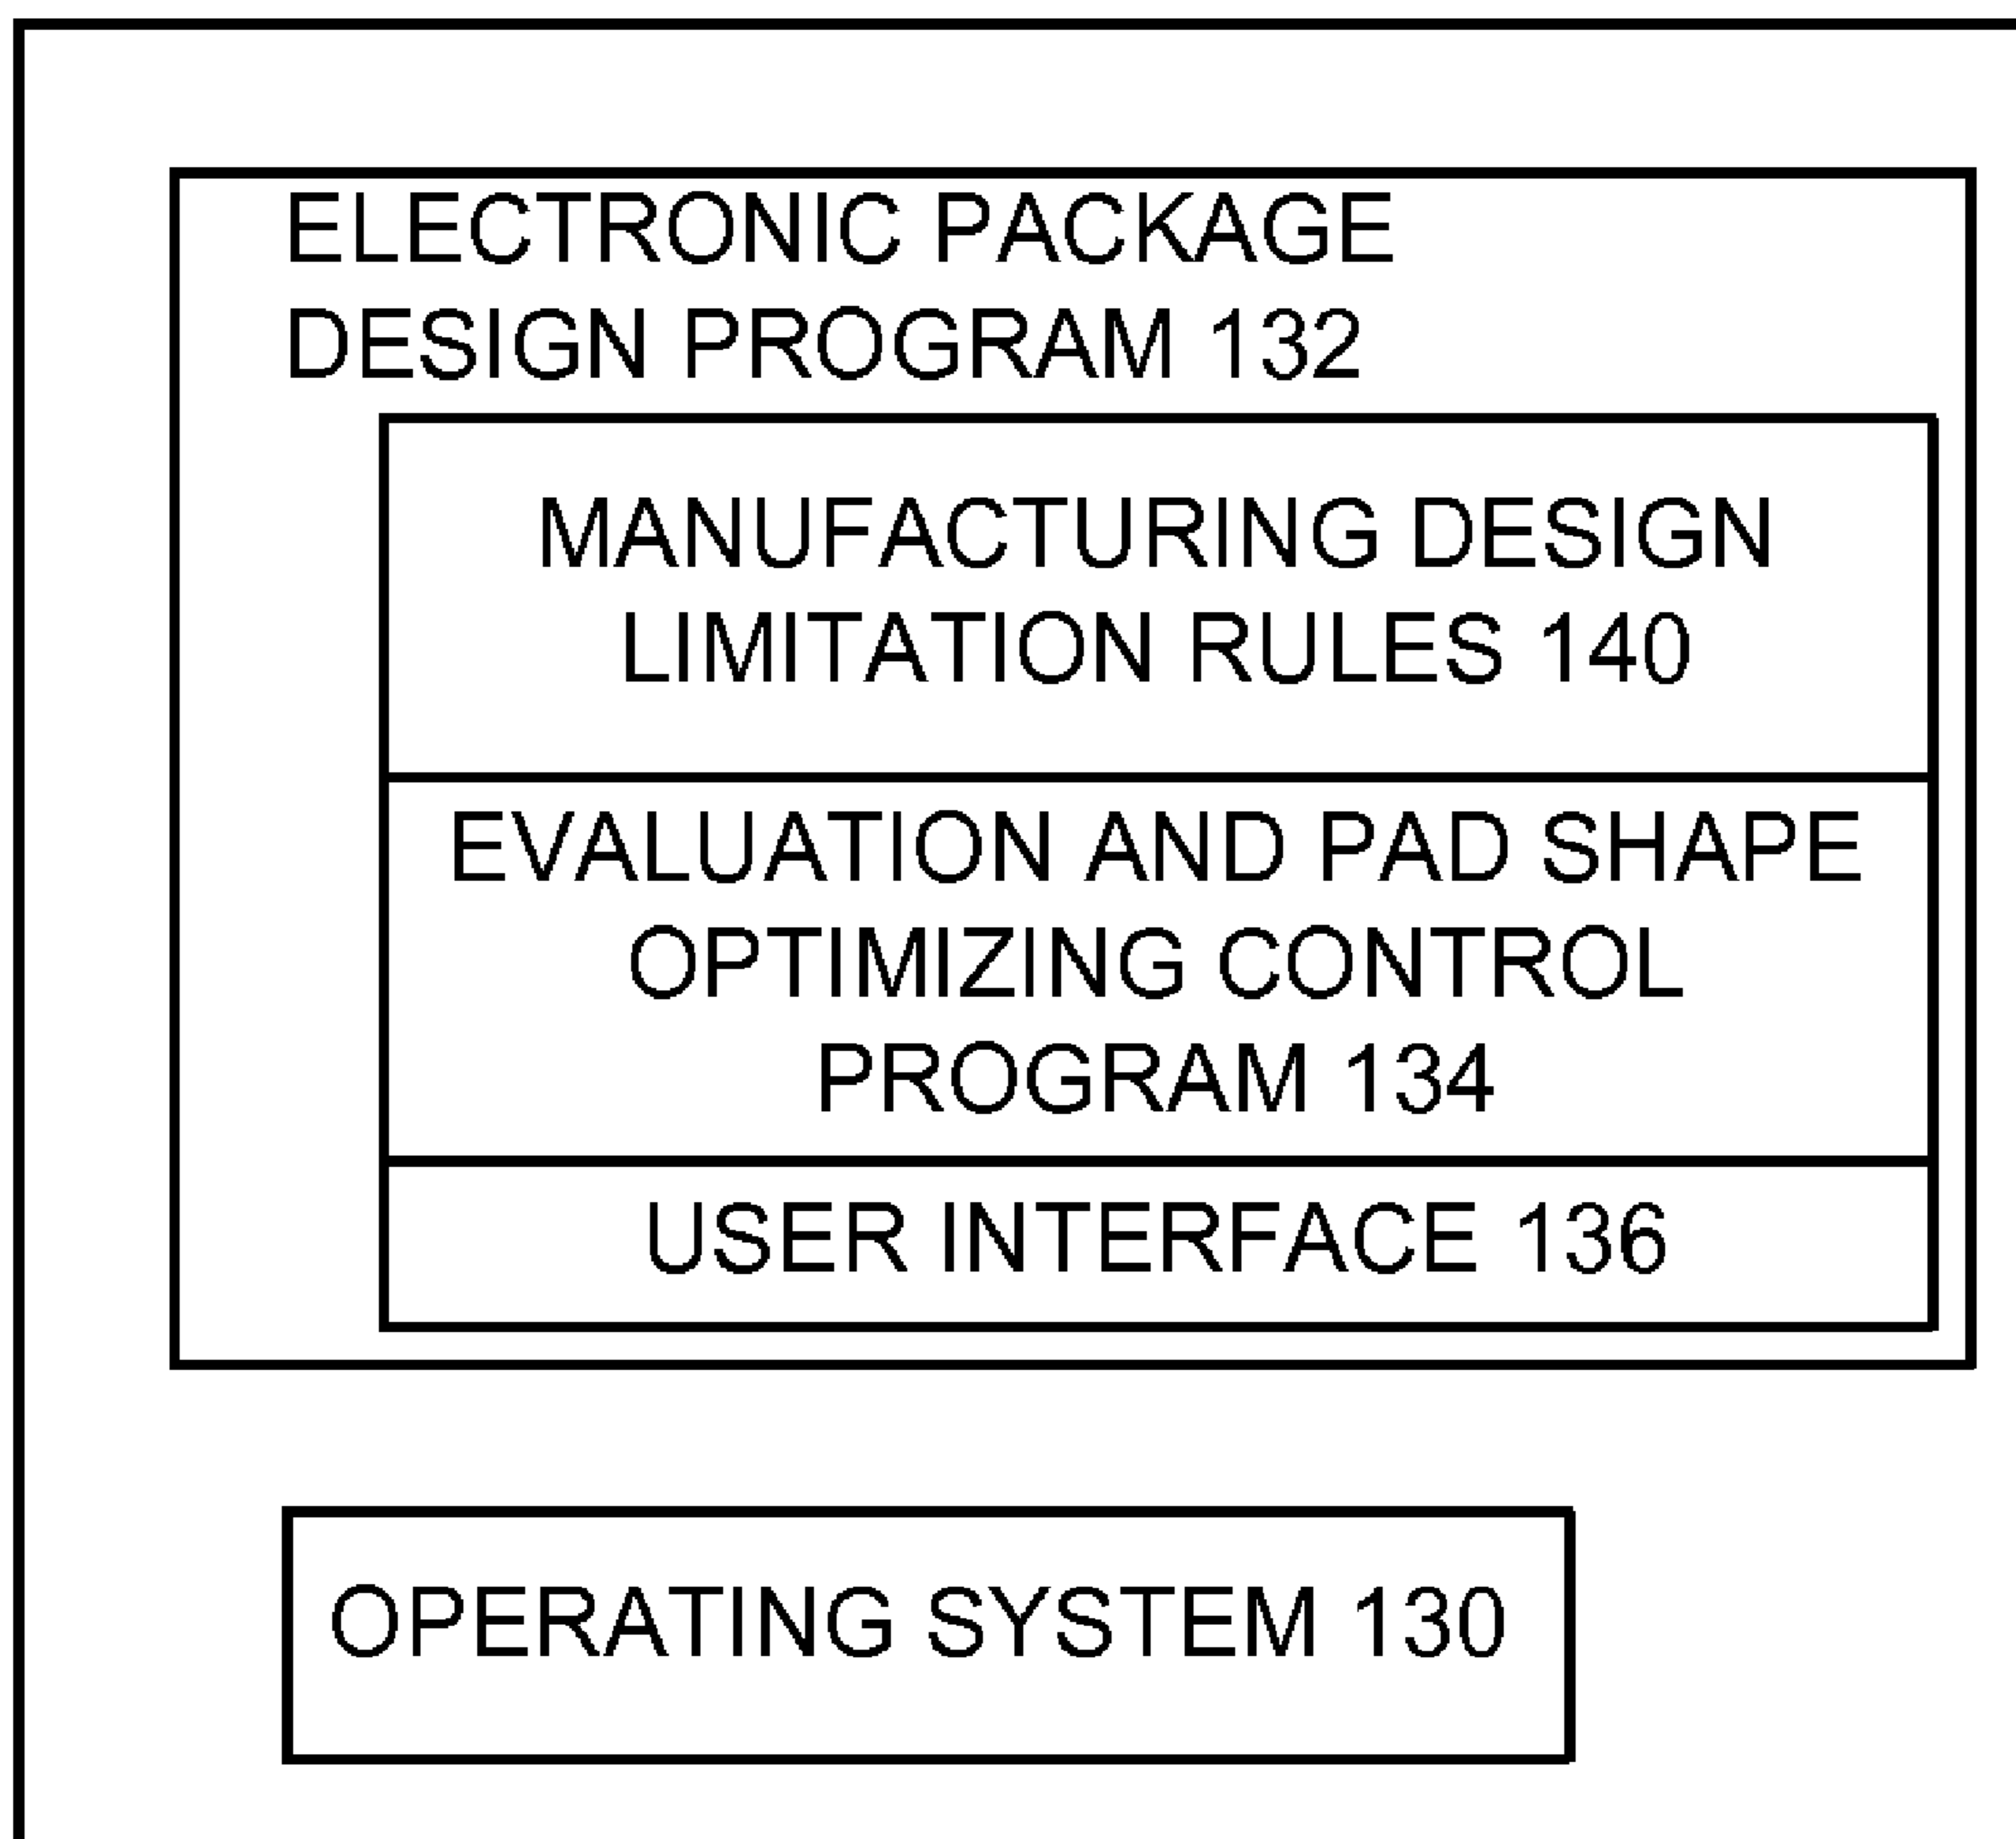 ELECTRONIC PACKAGE
DESIGN PROGRAM 132
MANUFACTURING DESIGN
LIMITATION RULES 140
EVALUATION AND PAD SHAPE
OPTIMIZING CONTROL
PROGRAM 134
USER INTERFACE 136
OPERATING SYSTEM 130